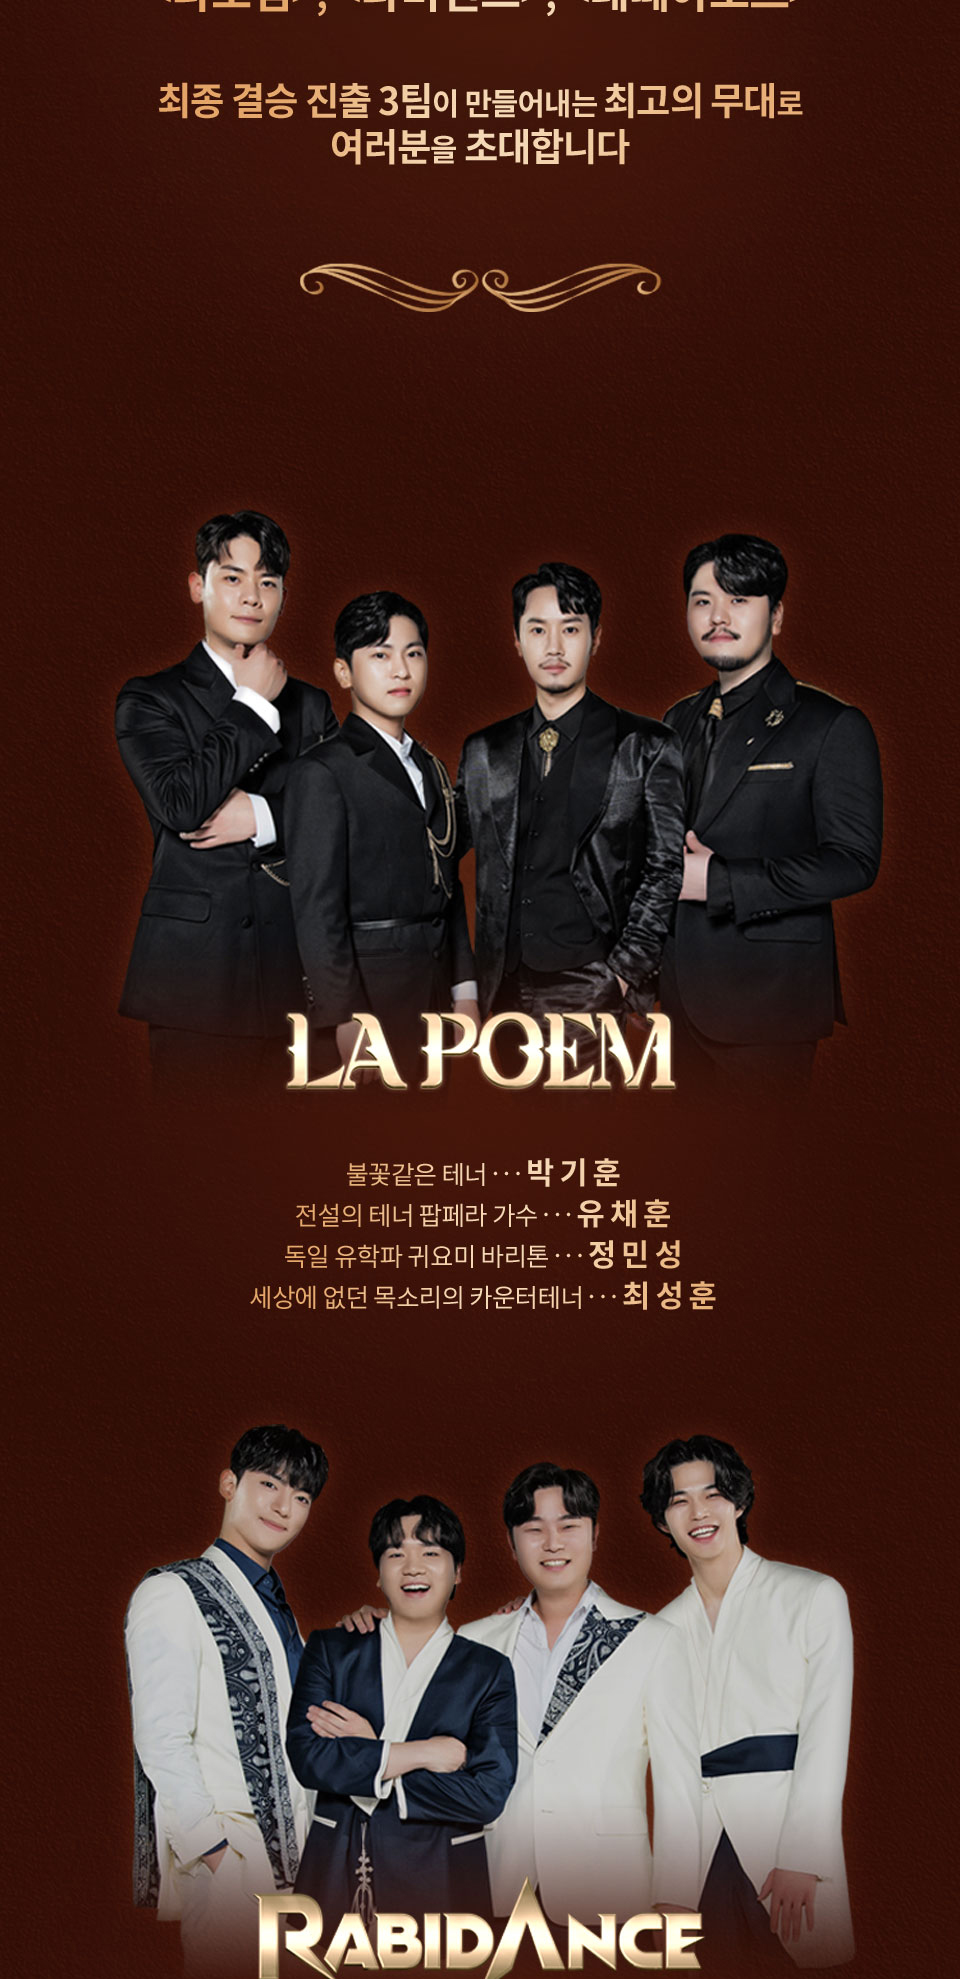 최종 결승 진출 3팀이 만들어내는 최고의 무대로
여러분을 초대합니다
LA POEM
불꽃같은 테너 ··· 박기훈
전설의 테너 팝페라 가수 ··· 유채훈
독일 유학파 귀요미 바리톤 ··· 정민성
세상에 없던 목소리의 카운터테너 ··· 최성훈
RABIDANCE